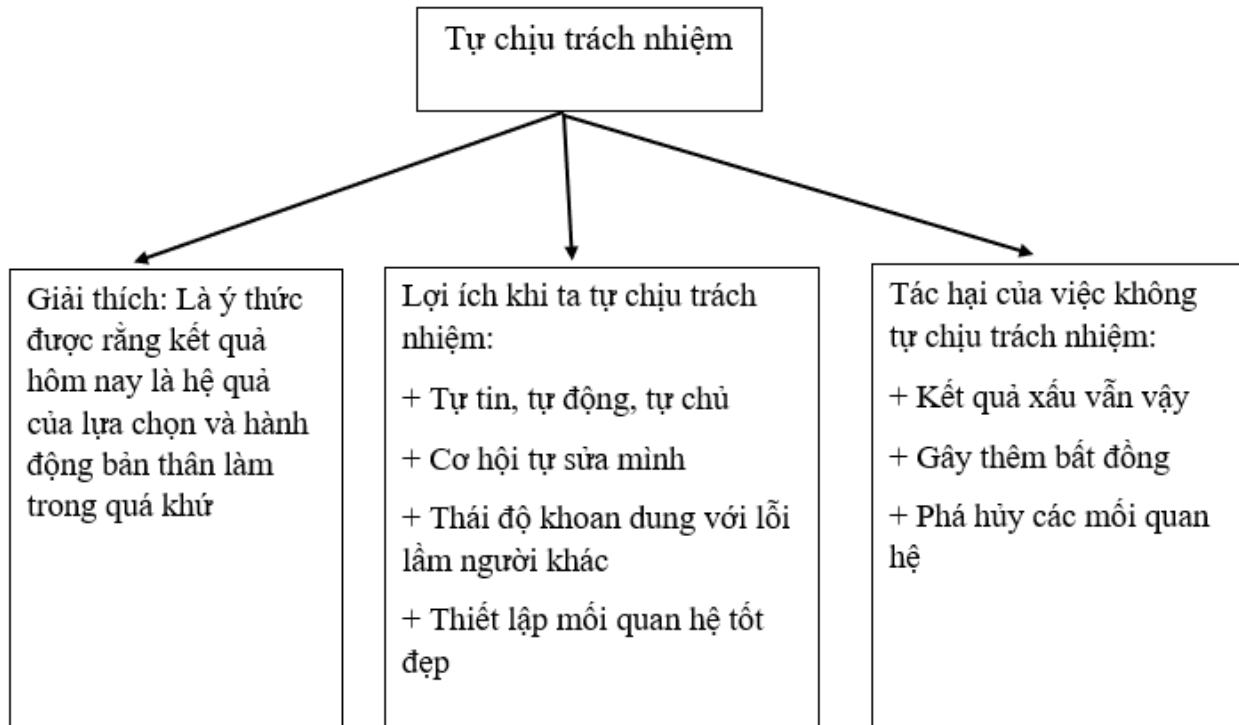 Tự chịu trách nhiệm
Giải thích: Là ý thức
được rằng kết quả
hôm nay là hệ quả
của lựa chọn và hành
động bản thân làm
trong quá khứ
Lợi ích khi ta tự chịu trách
nhiệm:
+ Tự tin, tự động, tự chủ
+ Cơ hội tự sửa mình
+ Thái độ khoan dung với lỗi
lầm người khác
+ Thiết lập mối quan hệ tốt
đẹp
Tác hại của việc không
tự chịu trách nhiệm:
+ Kết quả xấu vẫn vậy
+ Gây thêm bất đồng
+ Phá hủy các mối quan
hệ